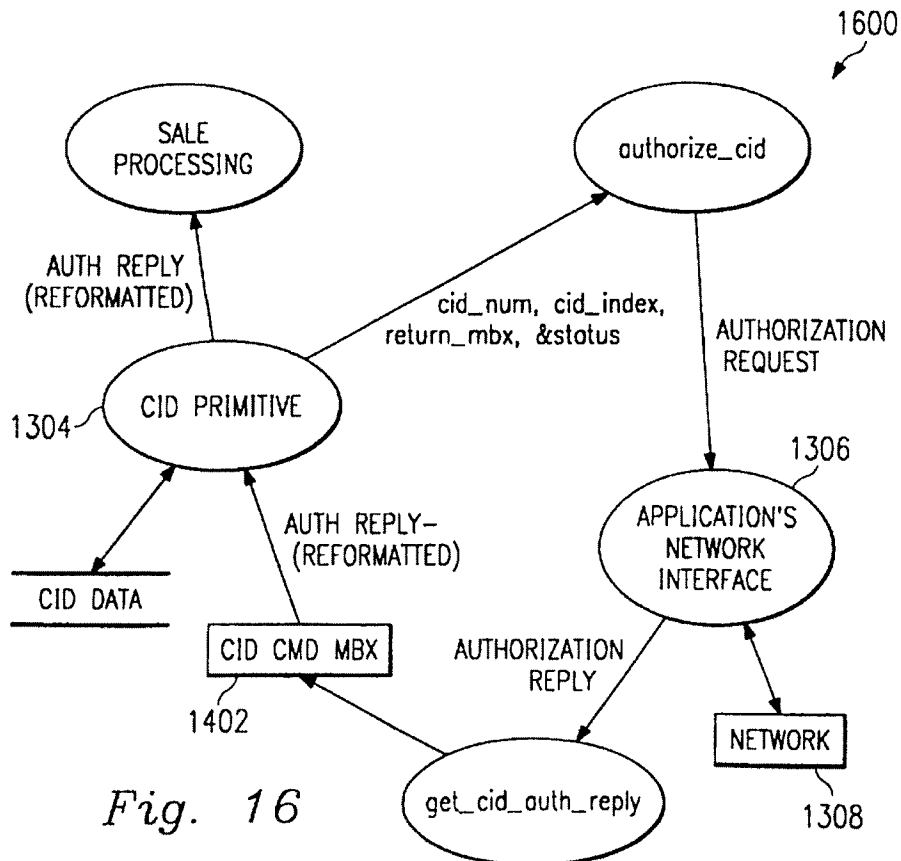 1600
SALE
PROCESSING
authorize_cid
AUTH REPLY
(REFORMATTED)
cid_num, cid_index,
return_mbx, &status
AUTHORIZATION
REQUEST
CID PRIMITIVE
1304
1306
APPLICATION'S
NETWORK
INTERFACE
AUTH REPLY-
(REFORMATTED)
CID DATA
CID CMD MBX
1402
AUTHORIZATION
REPLY
NETWORK
1308
get_cid_auth_reply
Fig. 16